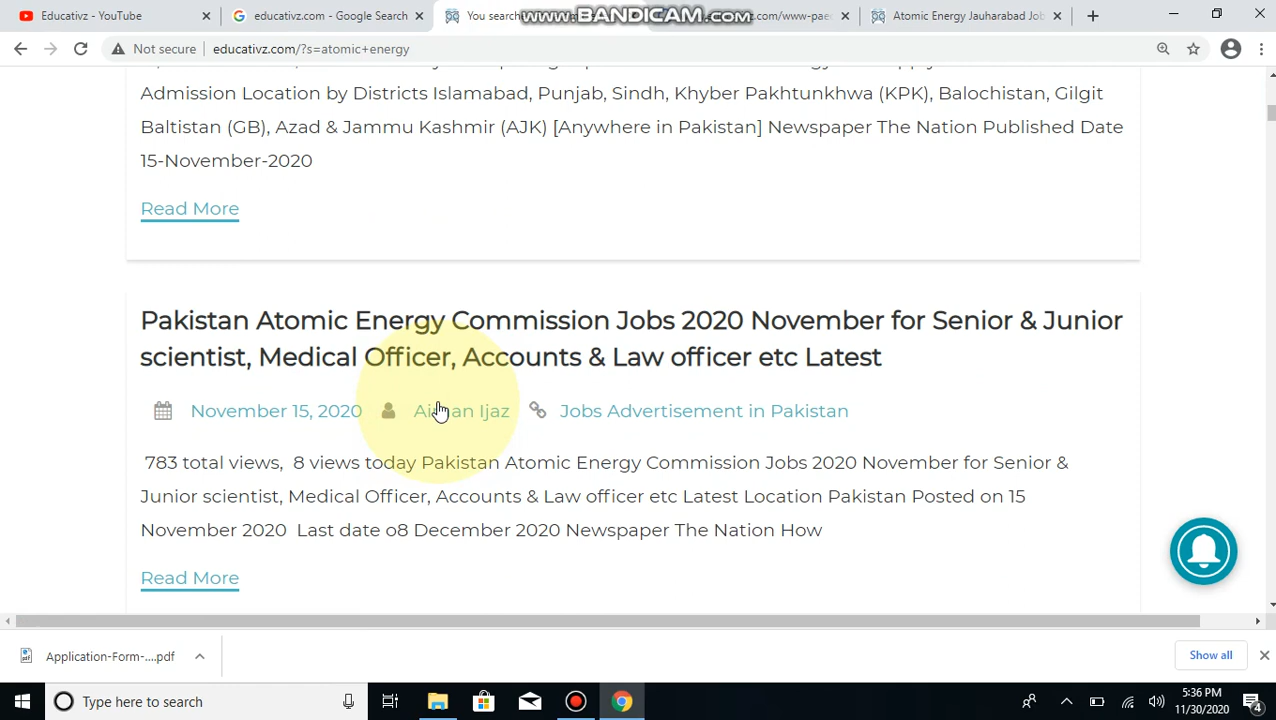 Educativz - YouTube
educativz.com - Google Search
You search
www.BANDICAM.com
com/www-pae
Atomic Energy Jauharabad Job
Not secure
educativz.com/?s=atomic+energy
Admission Location by Districts Islamabad, Punjab, Sindh, Khyber Pakhtunkhwa (KPK), Balochistan, Gilgit
Baltistan (GB), Azad & Jammu Kashmir (AJK) [Anywhere in Pakistan] Newspaper The Nation Published Date
15-November-2020
Read More
Pakistan Atomic Energy Commission Jobs 2020 November for Senior & Junior
scientist, Medical Officer, Accounts & Law officer etc Latest
November 15, 2020
Ijaz
Jobs Advertisement in Pakistan
783 total views, 8 views today Pakistan Atomic Energy Commission Jobs 2020 November for Senior &
Junior scientist, Medical Officer, Accounts & Law officer etc Latest Location Pakistan Posted on 15
November 2020 Last date o8 December 2020 Newspaper The Nation How
Read More
Application-Form-....pdf
Show all
Type here to search
5:36 PM
11/30/2020
4